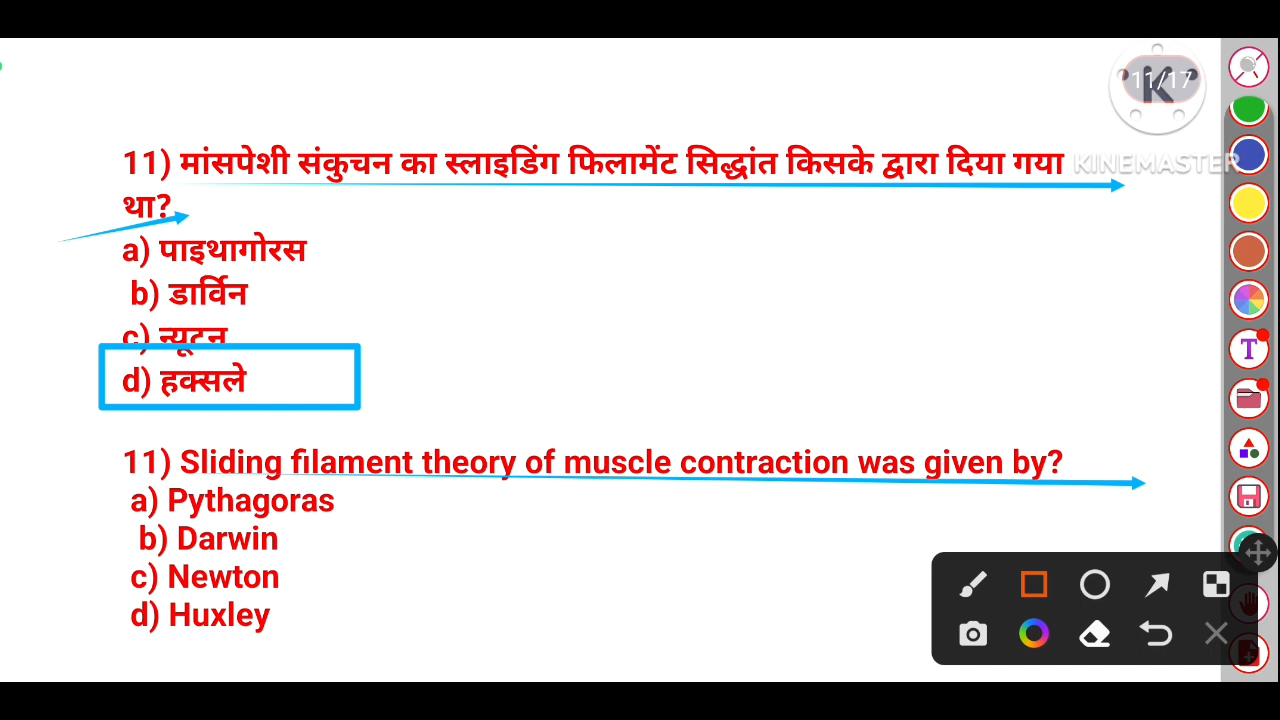 11/17
KINEMASTER
11) मांसपेशी संकुचन का स्लाइडिंग फिलामेंट सिद्धांत किसके द्वारा दिया गया
था?
a) पाइथागोरस
b) डार्विन
c) न्यूटन
d) हक्सले
11) Sliding filament theory of muscle contraction was given by?
a) Pythagoras
b) Darwin
c) Newton
d) Huxley
K
T